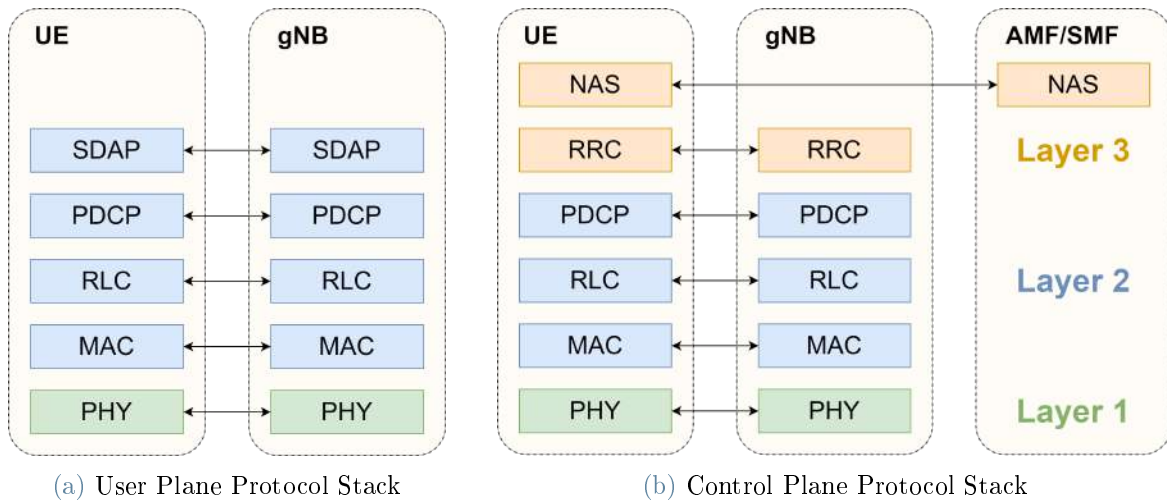 UE gNB
SDAP SDAP
PDCP PDCP
RLC RLC
MAC MAC
PHY PHY
(a) User Plane Protocol Stack
UE gNB AMF/SMF
NAS NAS
RRC RRC Layer 3
PDCP PDCP
RLC RLC Layer 2
MAC MAC
PHY PHY Layer 1
(b) Control Plane Protocol Stack